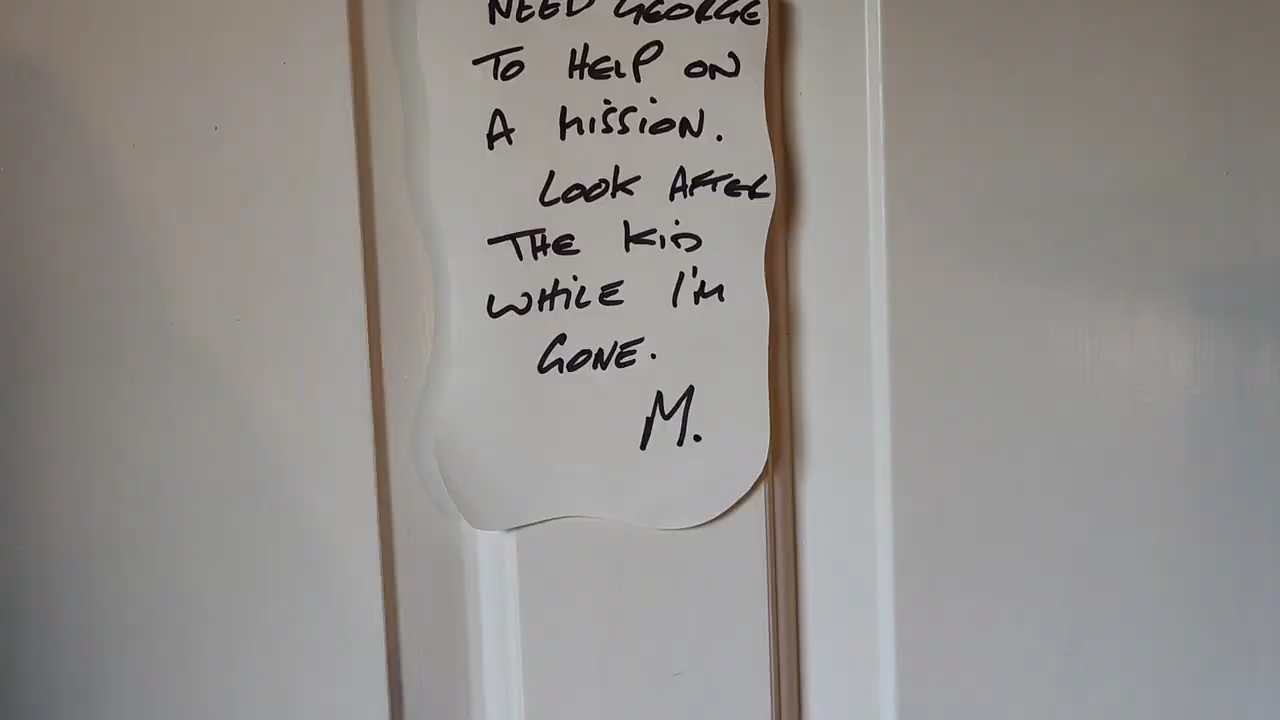 NEED GEORGE
TO HELP ON
A MISSION.
LOOK AFTER
THE KID
WHILE I'M
GONE.
M.